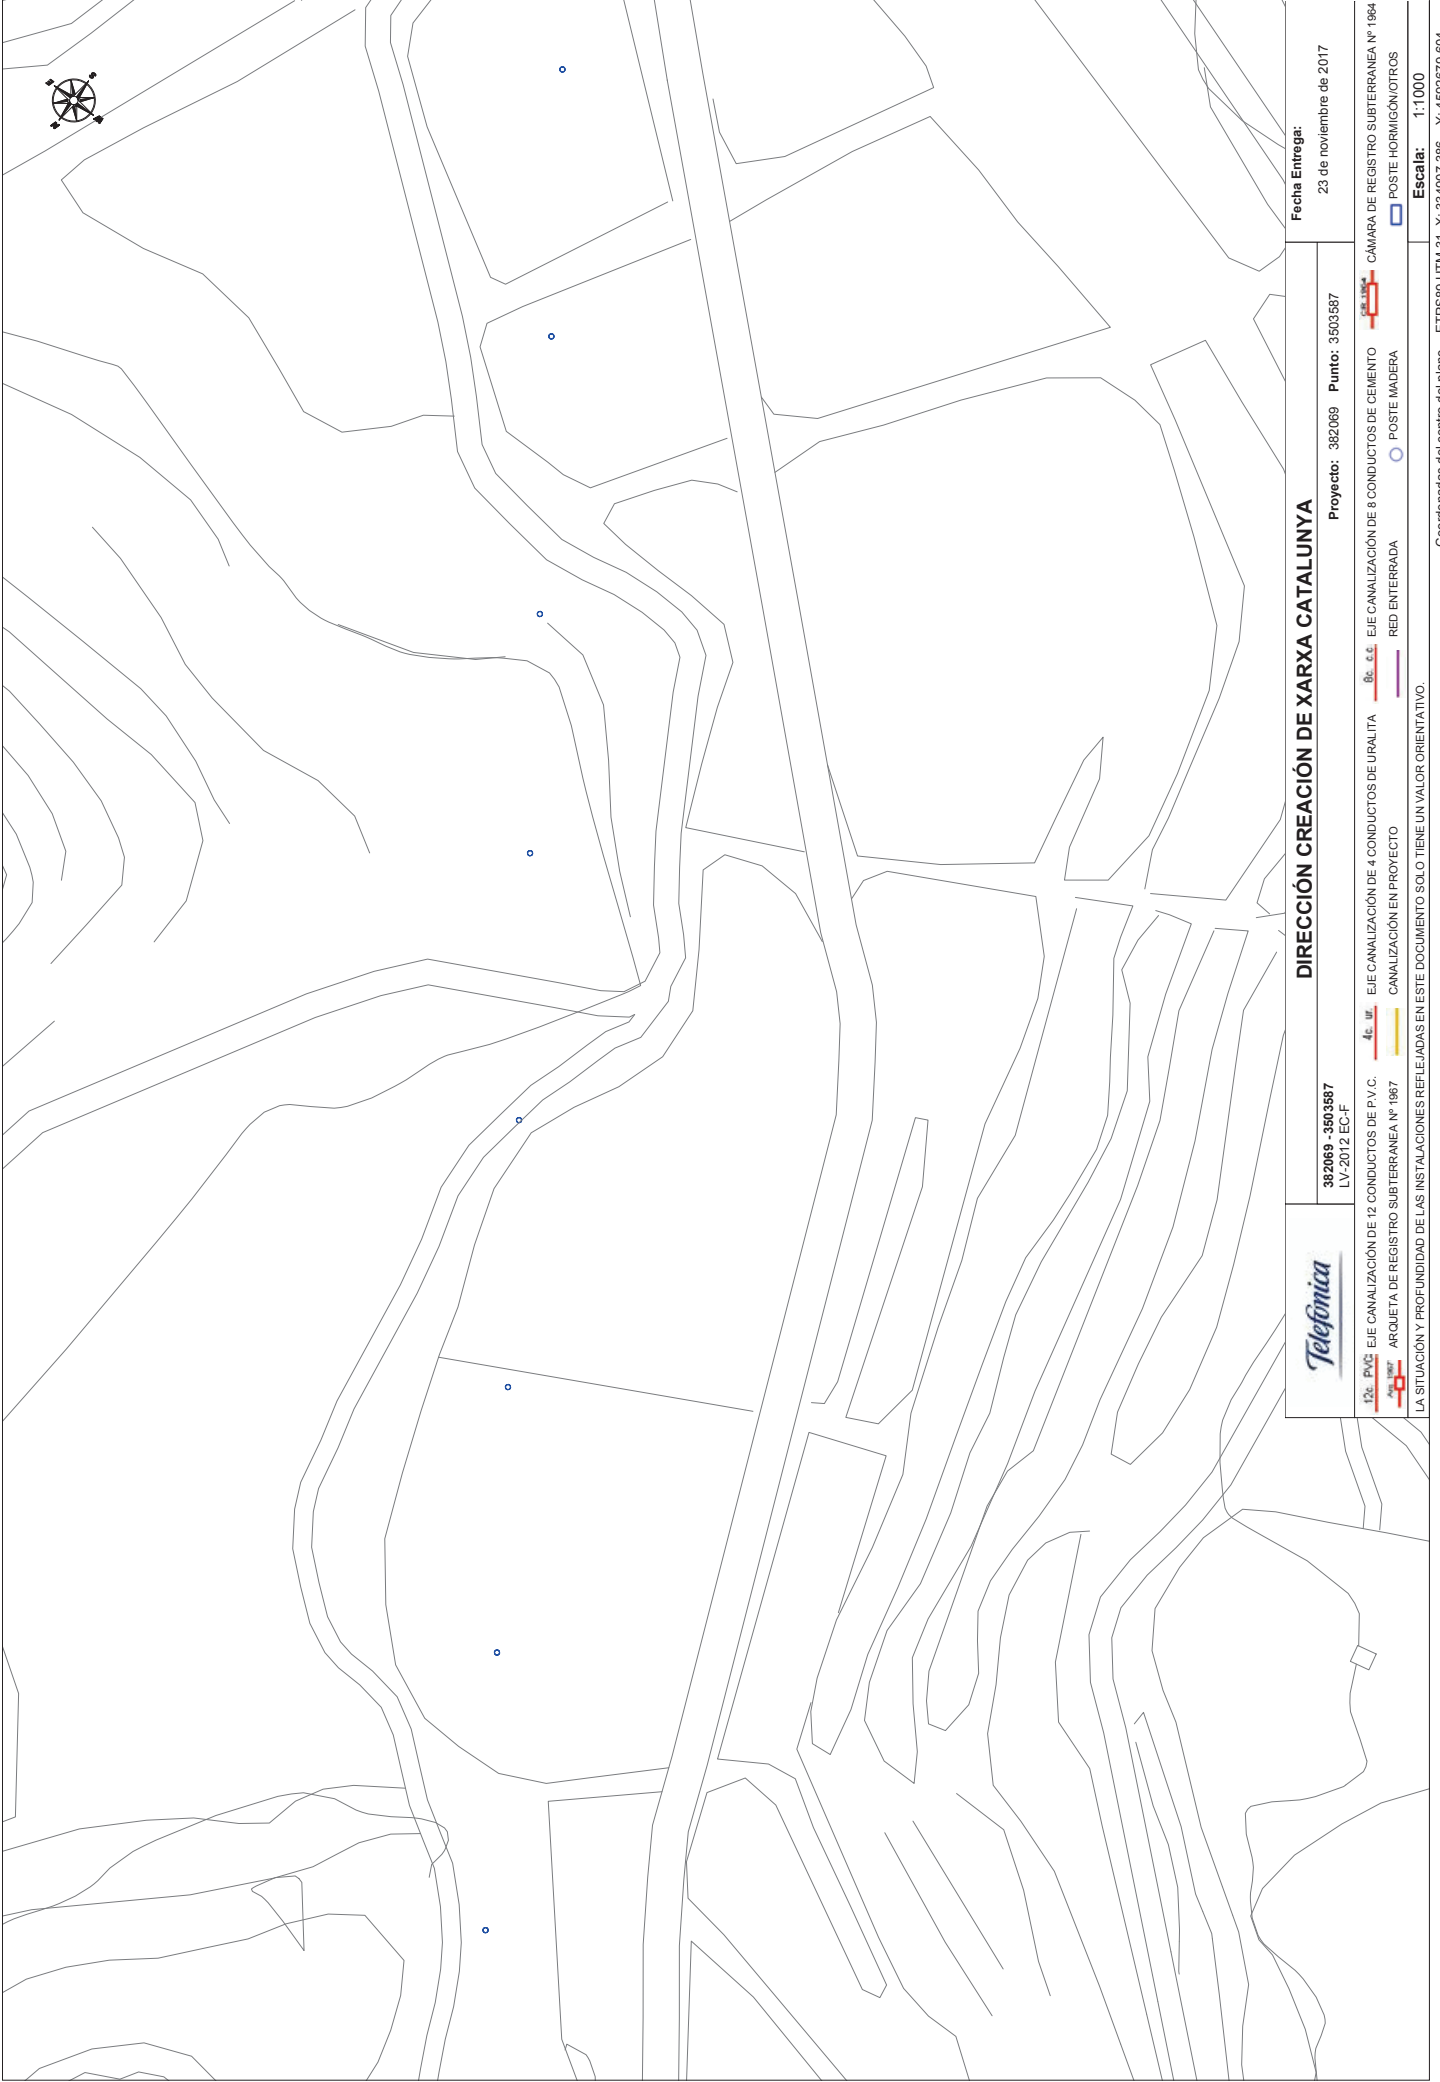 DIRECCIÓN CREACIÓN DE XARXA CATALUNYA
Fecha Entrega:
23 de noviembre de 2017
Telefónica
382069 - 3503587
LV-2012 EC-F
Proyecto: 382069 Punto: 3503587
12c. PVC EJE CANALIZACIÓN DE 12 CONDUCTOS DE P.V.C. 4c. ur. EJE CANALIZACIÓN DE 4 CONDUCTOS DE URALITA 8c. c.c. EJE CANALIZACIÓN DE 8 CONDUCTOS DE CEMENTO CR 1964 CÁMARA DE REGISTRO SUBTERRANEA Nº 1964
Arq. 1967 ARQUETA DE REGISTRO SUBTERRANEA Nº 1967 CANALIZACIÓN EN PROYECTO RED ENTERRADA POSTE MADERA POSTE HORMIGÓN/OTROS
LA SITUACIÓN Y PROFUNDIDAD DE LAS INSTALACIONES REFLEJADAS EN ESTE DOCUMENTO SOLO TIENE UN VALOR ORIENTATIVO.
Escala: 1:1000